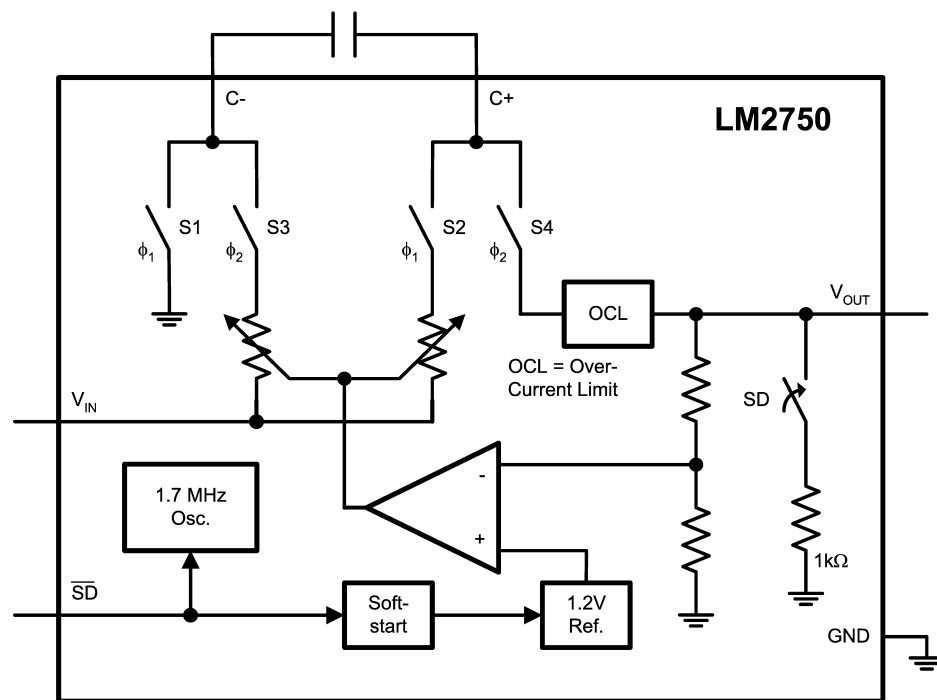 C-
C+
LM2750
S1
S3
S2
S4
ϕ1
ϕ2
ϕ1
ϕ2
OCL
VOUT
OCL = Over-
Current Limit
SD
VIN
-
+
1.7 MHz
Osc.
1kΩ
S̅D̅
Soft-
start
1.2V
Ref.
GND